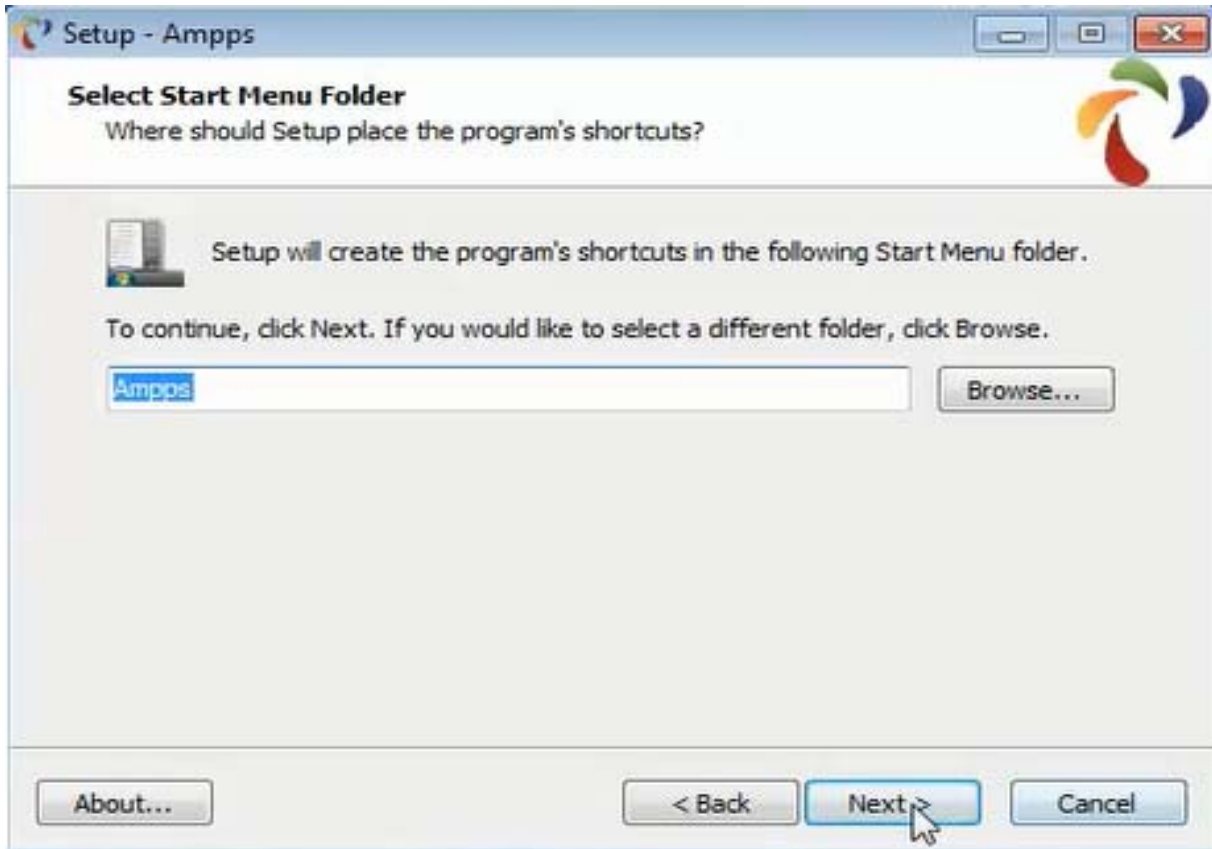 Setup - Ampps
Select Start Menu Folder
Where should Setup place the program's shortcuts?
Setup will create the program's shortcuts in the following Start Menu folder.
To continue, click Next. If you would like to select a different folder, click Browse.
Ampps
Browse...
About...
< Back
Next >
Cancel